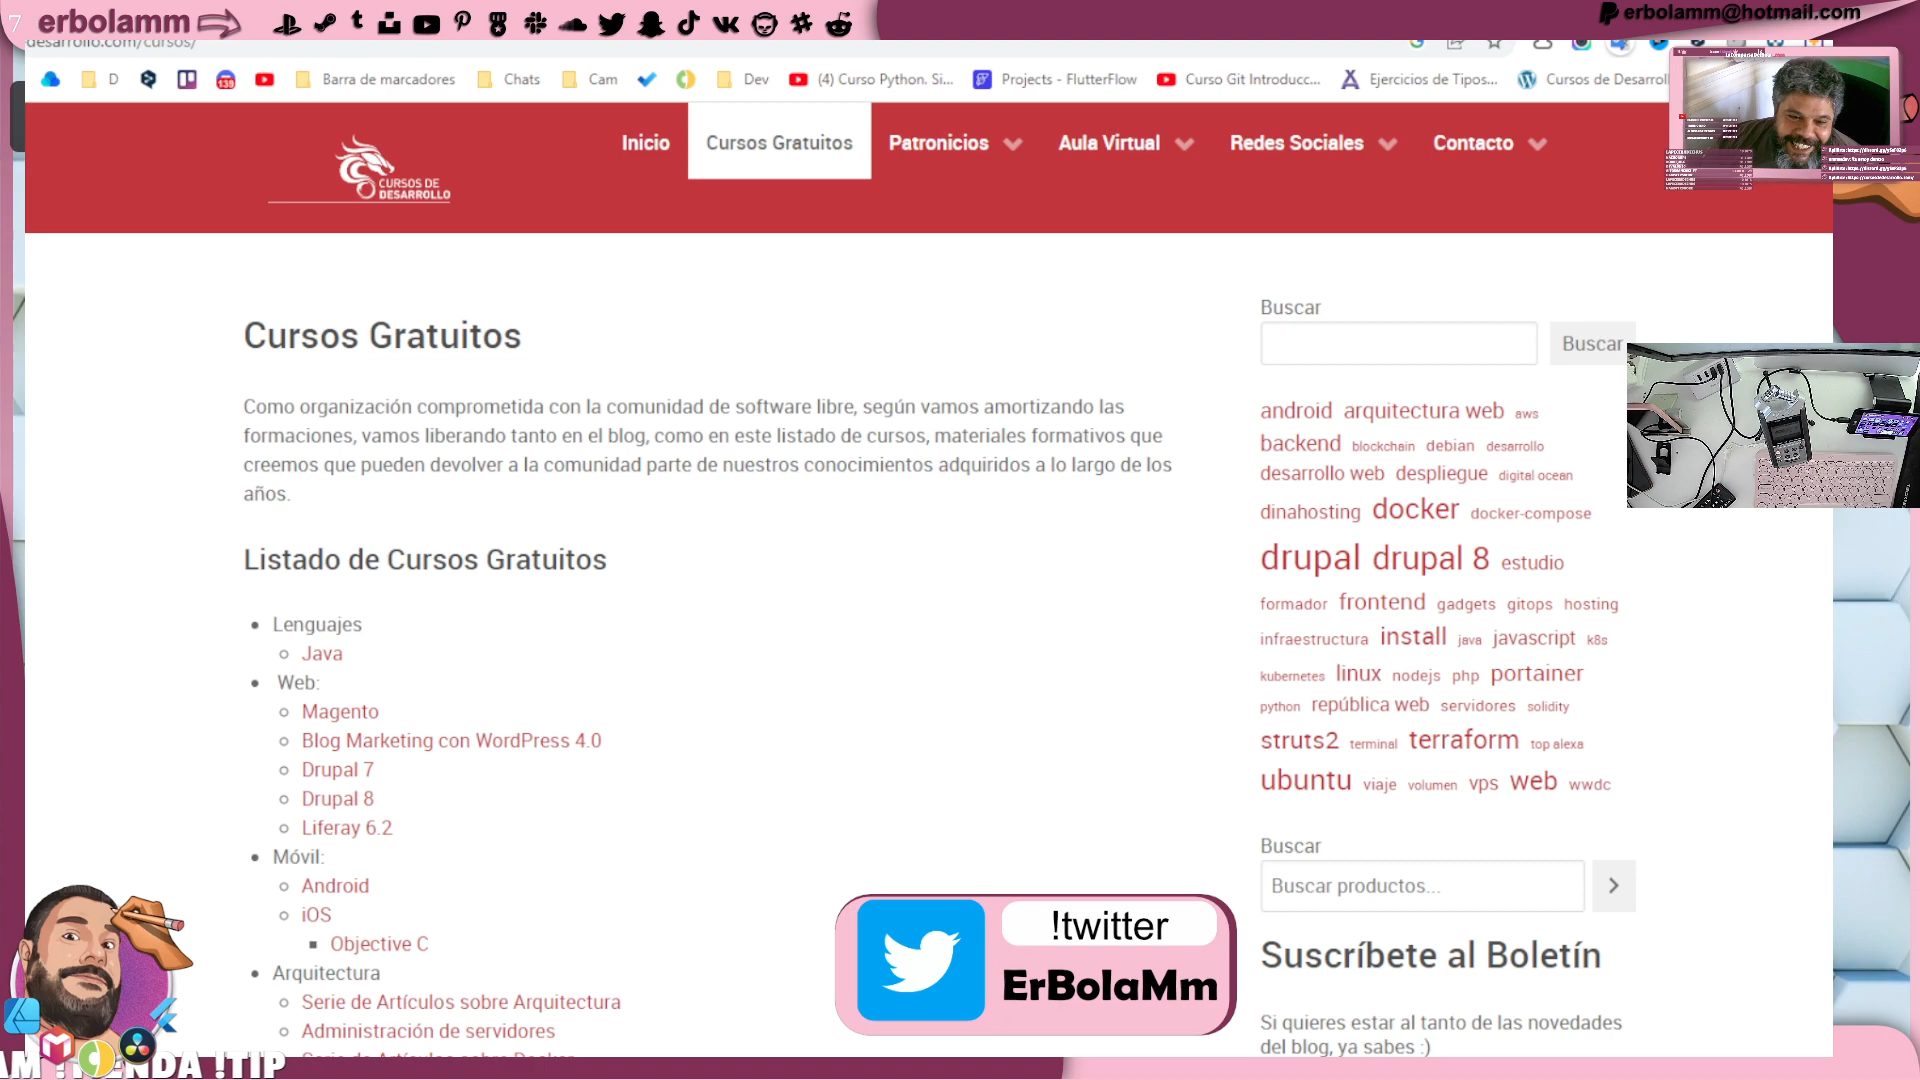 7 erbolamm
erbolamm@hotmail.com
desarrollo.com/cursos/
D
139
Barra de marcadores
Chats
Cam
Dev
(4) Curso Python. Si...
Projects - FlutterFlow
Curso Git Introducc...
Ejercicios de Tipos...
Cursos de Desarrol
CURSOS DE
DESARROLLO
Inicio
Cursos Gratuitos
Patronicios
Aula Virtual
Redes Sociales
Contacto
Cursos Gratuitos
Como organización comprometida con la comunidad de software libre, según vamos amortizando las
formaciones, vamos liberando tanto en el blog, como en este listado de cursos, materiales formativos que
creemos que pueden devolver a la comunidad parte de nuestros conocimientos adquiridos a lo largo de los
años.
Listado de Cursos Gratuitos
Lenguajes
Java
Web:
Magento
Blog Marketing con WordPress 4.0
Drupal 7
Drupal 8
Liferay 6.2
Móvil:
Android
iOS
Objective C
Arquitectura
Serie de Artículos sobre Arquitectura
Administración de servidores
Serie de Artículos sobre Docker
Buscar
Buscar
android arquitectura web aws
backend blockchain debian desarrollo
desarrollo web despliegue digital ocean
dinahosting docker docker-compose
drupal drupal 8 estudio
formador frontend gadgets gitops hosting
infraestructura install java javascript k8s
kubernetes linux nodejs php portainer
python república web servidores solidity
struts2 terminal terraform top alexa
ubuntu viaje volumen vps web wwdc
Buscar
Buscar productos...
Suscríbete al Boletín
Si quieres estar al tanto de las novedades
del blog, ya sabes :)
!twitter
ErBolaMm
!TIP